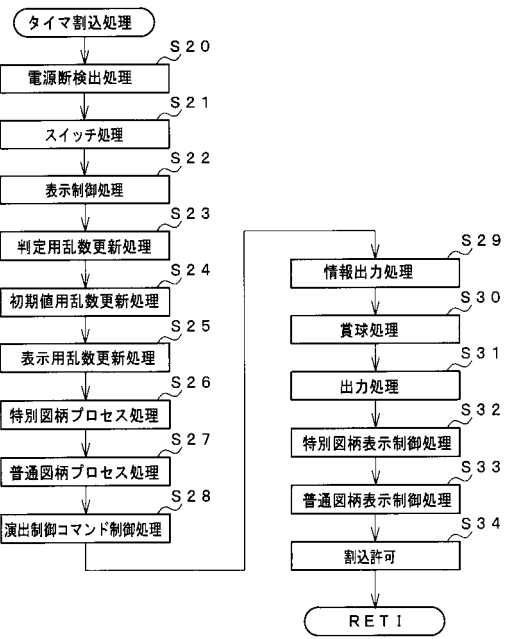 タイマ割込処理
S20
電源断検出処理
S21
スイッチ処理
S22
表示制御処理
S23
判定用乱数更新処理
S24
初期値用乱数更新処理
S25
表示用乱数更新処理
S26
特別図柄プロセス処理
S27
普通図柄プロセス処理
S28
演出制御コマンド制御処理
S29
情報出力処理
S30
賞球処理
S31
出力処理
S32
特別図柄表示制御処理
S33
普通図柄表示制御処理
S34
割込許可
RETI